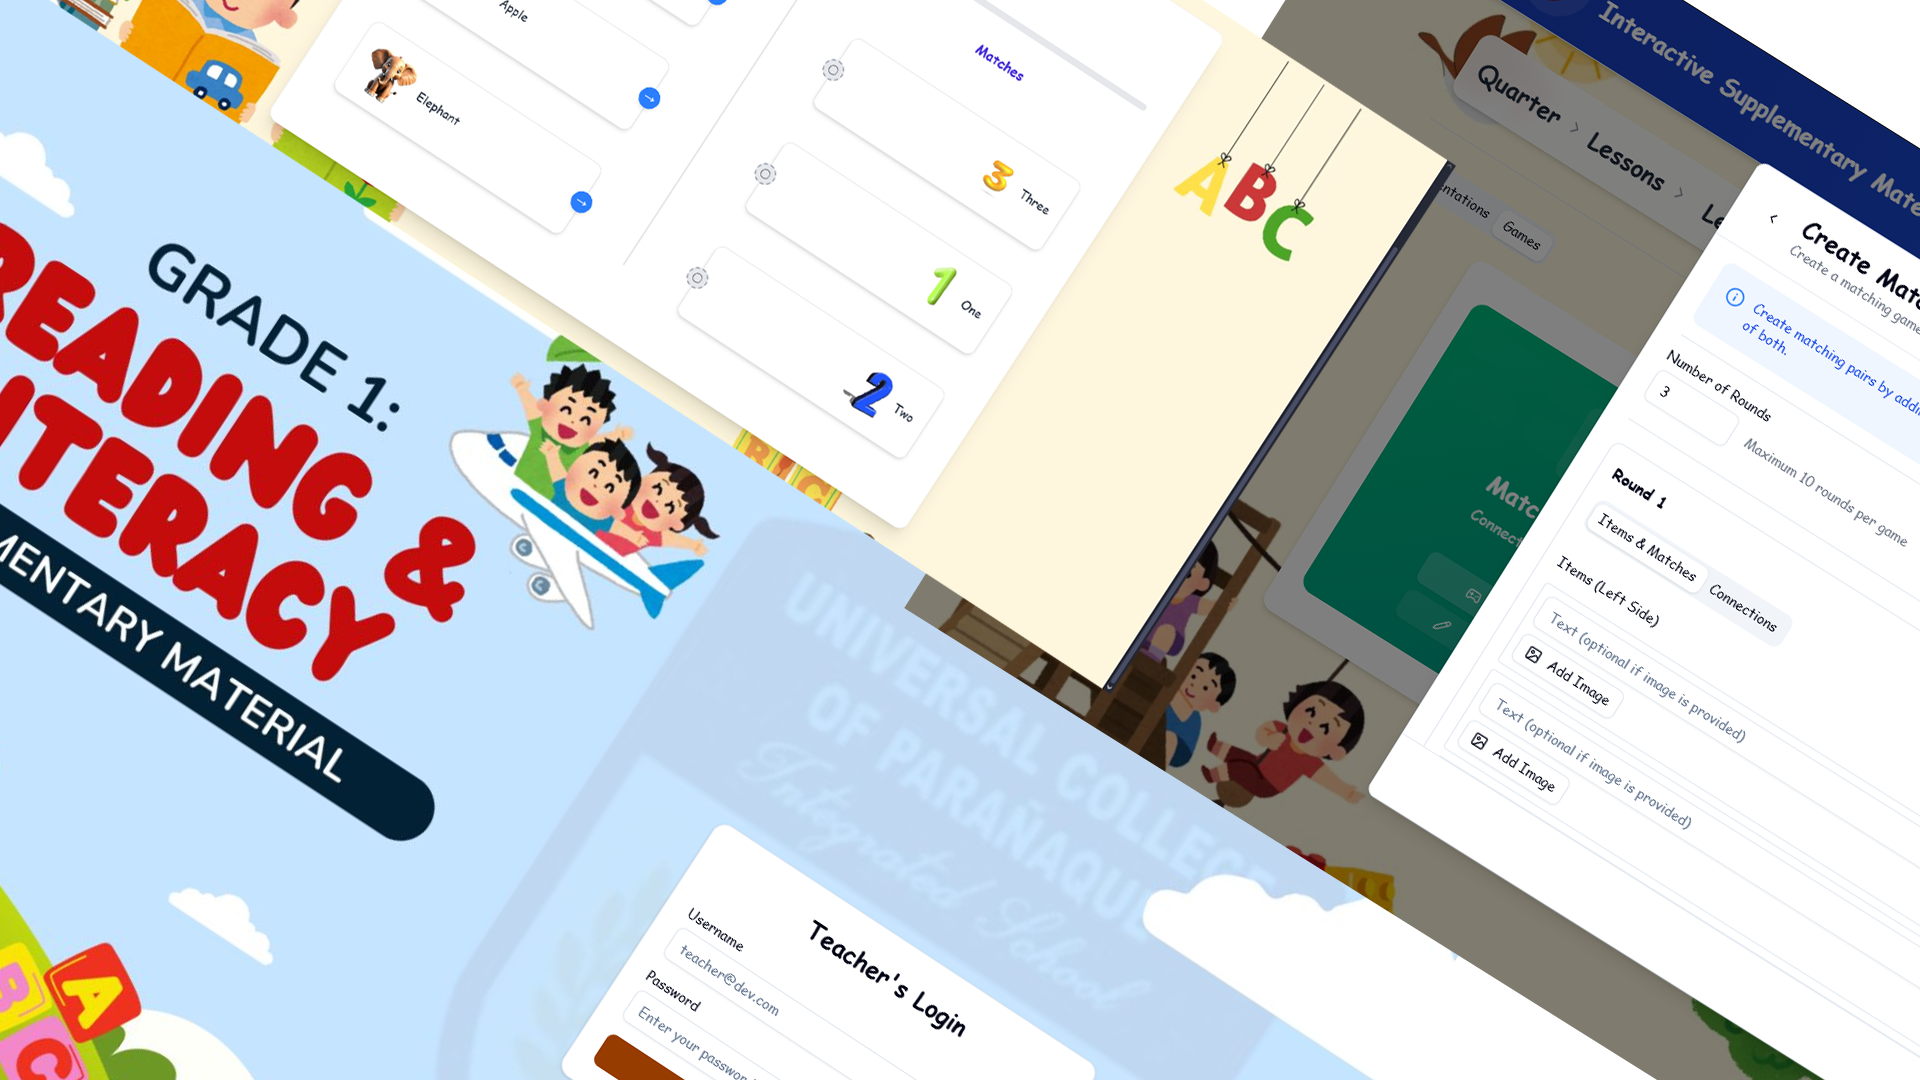 GRADE 1:
READING &
LITERACY
MENTARY MATERIAL
Apple
Elephant
Matches
3 Three
1 One
2 Two
ABC
UNIVERSAL COLLEGE
OF PARAÑAQUE
Integrated School
Teacher's Login
Username
teacher@dev.com
Password
Enter your password
A
B
C
Interactive Supplementary Mate
Quarter > Lessons > Le
entations Games
Matc
Connect
Create Matc
Create a matching game
Create matching pairs by addi
of both.
Number of Rounds
3
Maximum 10 rounds per game
Round 1
Items & Matches Connections
Items (Left Side)
Text (optional if image is provided)
Add Image
Text (optional if image is provided)
Add Image